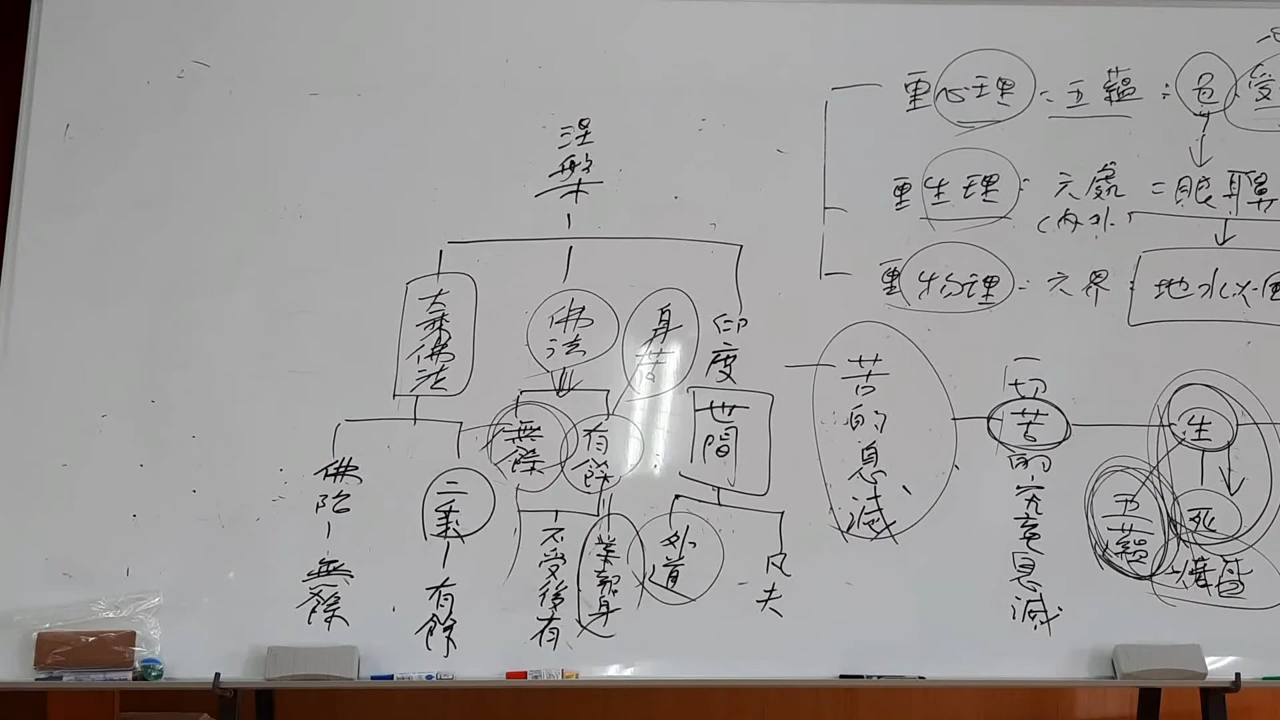 涅槃
大乘佛法
佛法
身苦
印度
世間
無餘
有餘
佛陀-無餘
二乘-有餘
不受後有
業報身
外道
凡夫
重心理：五蘊：色受
重生理：六處=眼耳鼻
(內外)
重物理：六界：地水火風
苦的息滅
一切苦的究竟息滅
生
死
五蘊